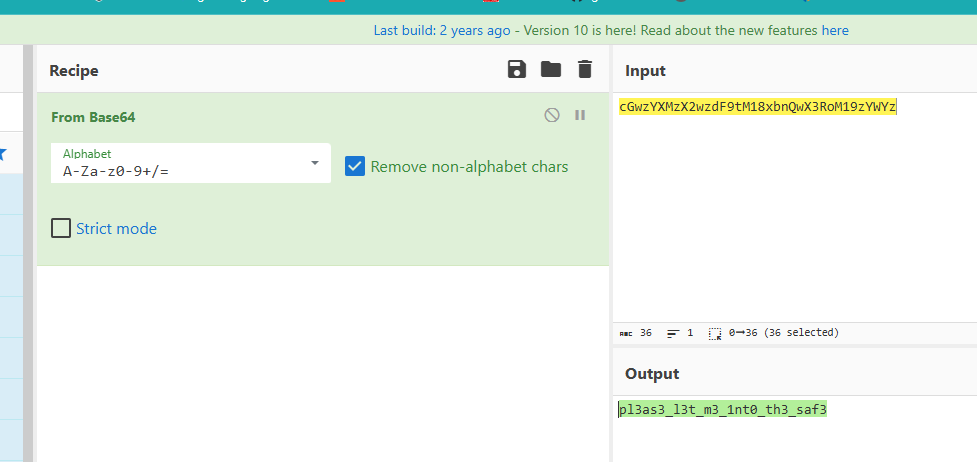 Last build: 2 years ago - Version 10 is here! Read about the new features here
Recipe
From Base64
Alphabet
A-Za-z0-9+/=
Remove non-alphabet chars
Strict mode
Input
cGwzYXMzX2wzdF9tM18xbnQwX3RoM19zYWYz
ABC 36 1 0→36 (36 selected)
Output
pl3as3_l3t_m3_1nt0_th3_saf3